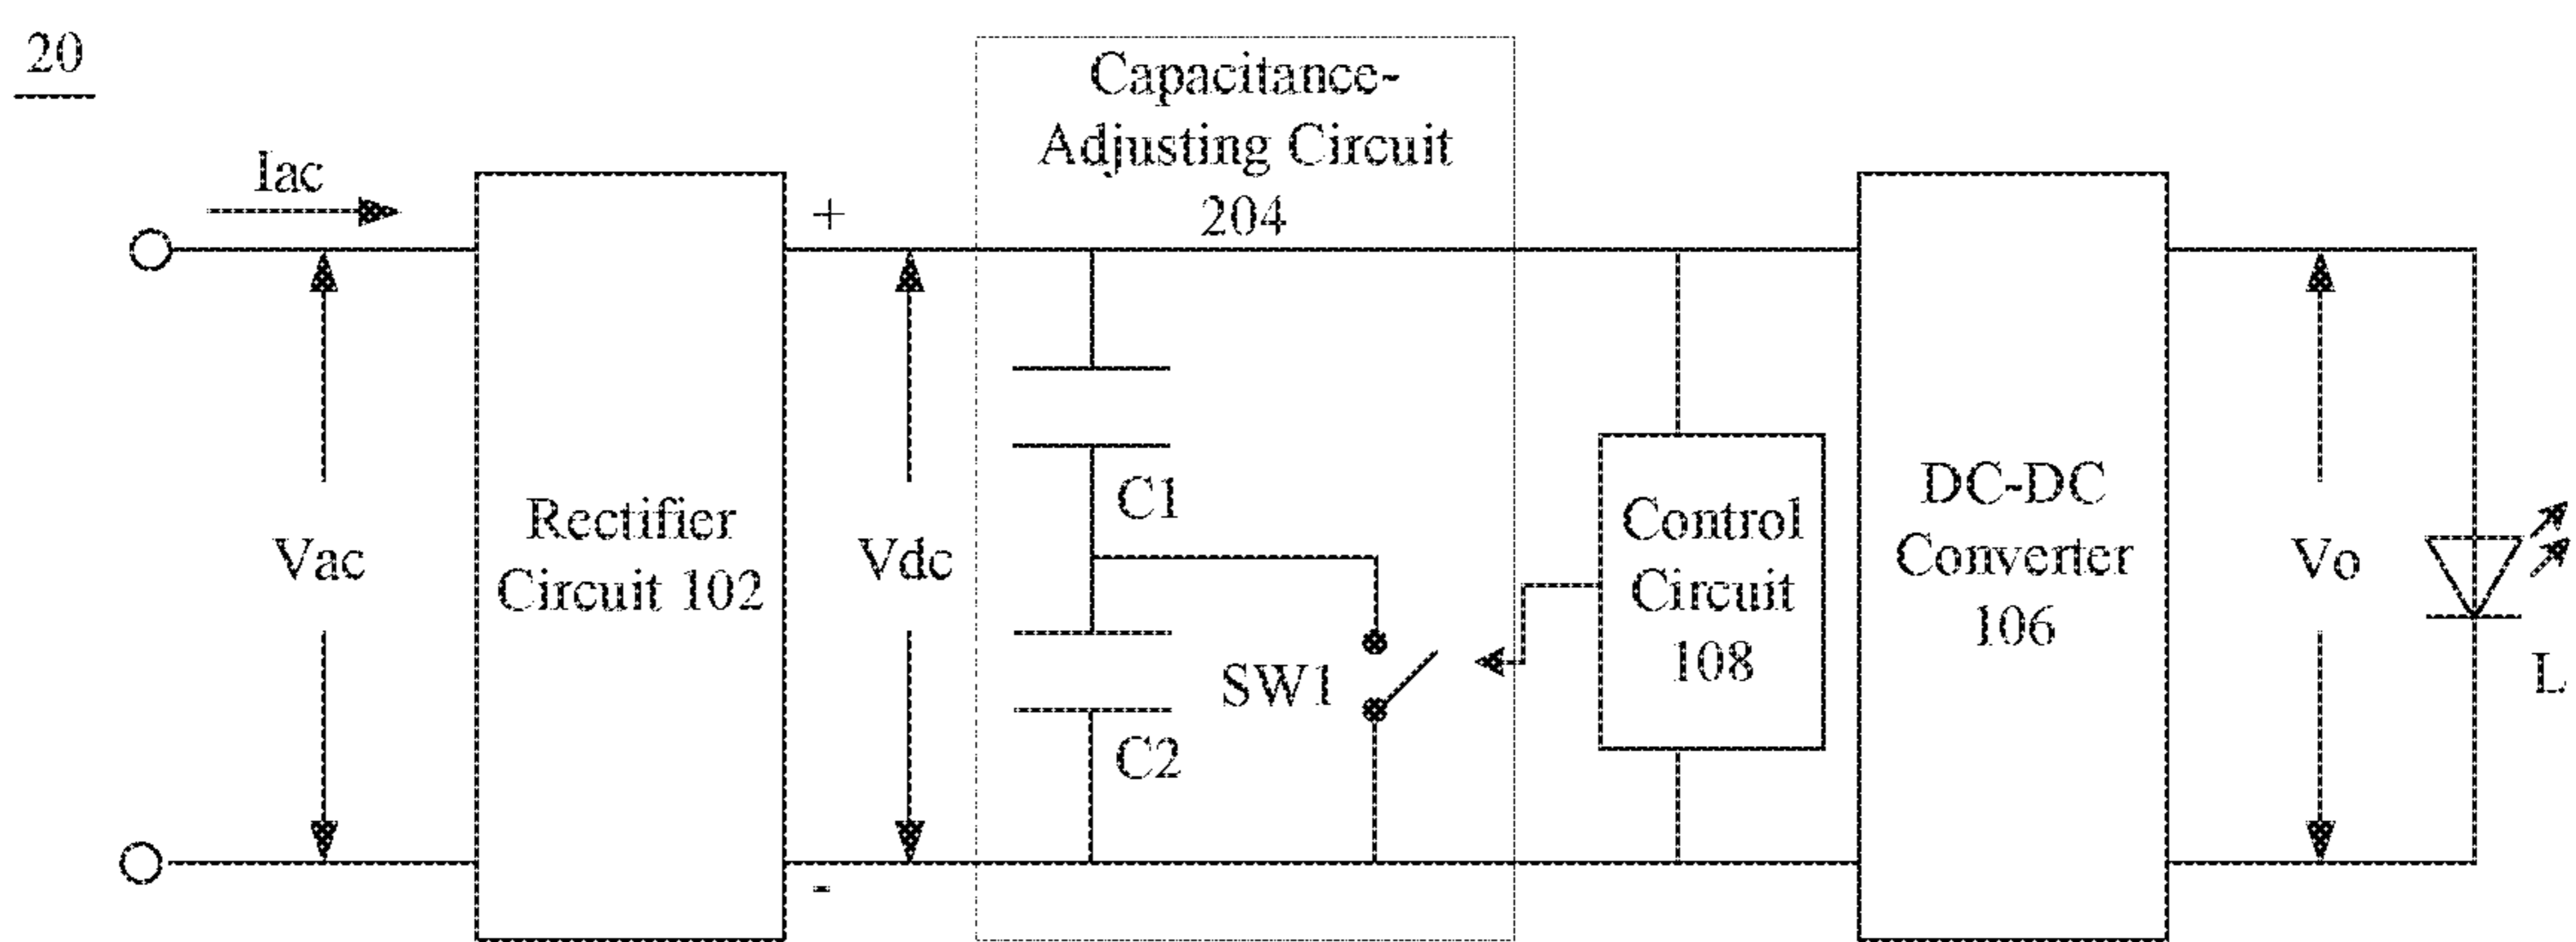 20
Iac
Vac
Rectifier
Circuit 102
+
-
Vdc
Capacitance-
Adjusting Circuit
204
C1
C2
SW1
Control
Circuit
108
DC-DC
Converter
106
Vo
L